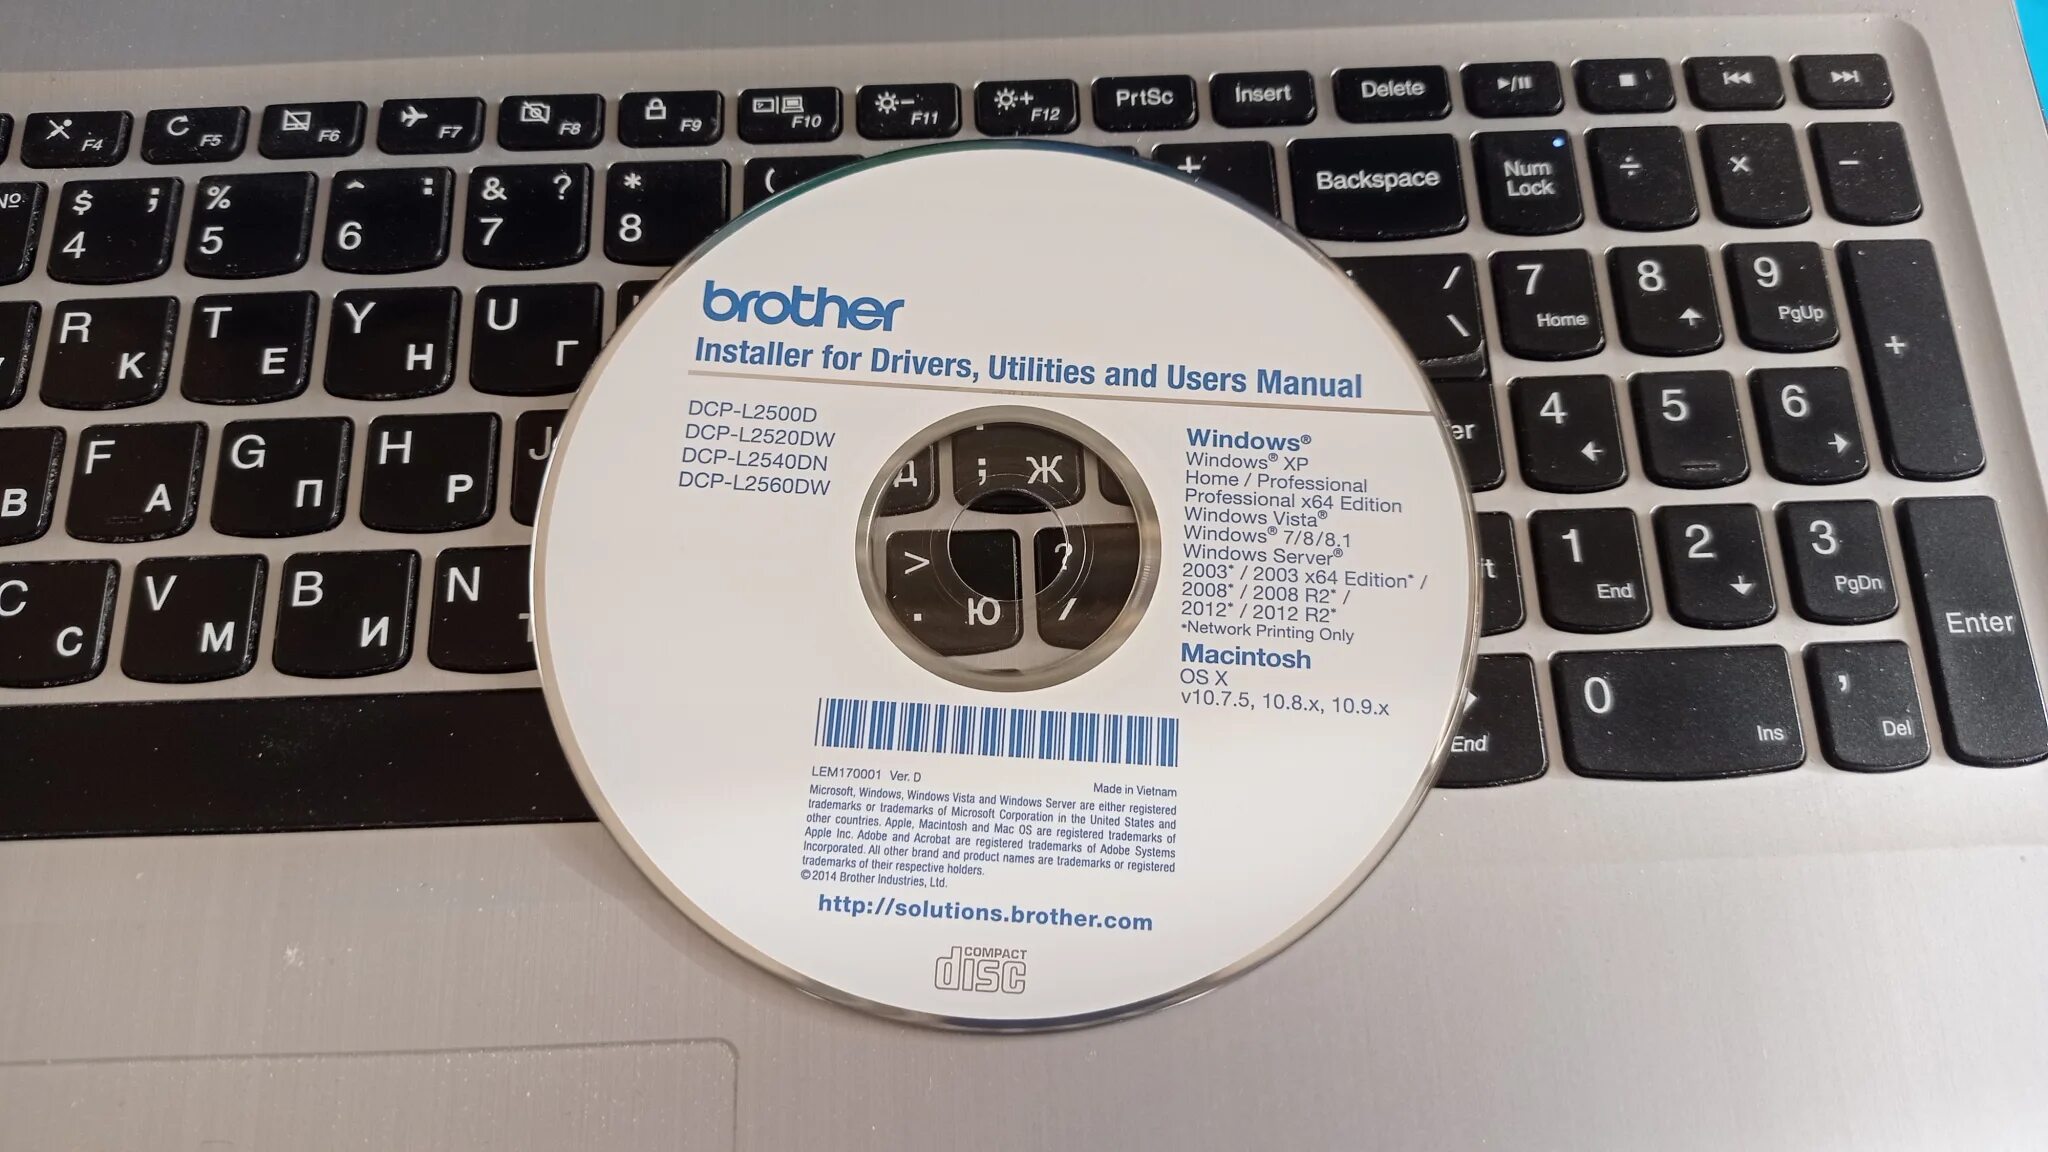 F4 F5 F6 F7 F8 F9 F10 F11 F12 PrtSc Insert Delete
№ $ ; 4 % 5 ^ : 6 & ? 7 * 8 ( + Backspace Num Lock ÷ × −
R К T Е Y Н U Г / \ 7 Home 8 9 PgUp +
В F А G П H Р J 4 5 6
C С V М B И N Т 1 End 2 3 PgDn Enter
End 0 Ins , Del
brother
Installer for Drivers, Utilities and Users Manual
DCP-L2500D
DCP-L2520DW
DCP-L2540DN
DCP-L2560DW
Д ; Ж
> ?
. Ю /
Windows®
Windows® XP
Home / Professional
Professional x64 Edition
Windows Vista®
Windows® 7/8/8.1
Windows Server®
2003* / 2003 x64 Edition* /
2008* / 2008 R2* /
2012* / 2012 R2*
*Network Printing Only
Macintosh
OS X
v10.7.5, 10.8.x, 10.9.x
LEM170001 Ver. D
Made in Vietnam
Microsoft, Windows, Windows Vista and Windows Server are either registered
trademarks or trademarks of Microsoft Corporation in the United States and
other countries. Apple, Macintosh and Mac OS are registered trademarks of
Apple Inc. Adobe and Acrobat are registered trademarks of Adobe Systems
Incorporated. All other brand and product names are trademarks or registered
trademarks of their respective holders.
©2014 Brother Industries, Ltd.
http://solutions.brother.com
COMPACT
disc